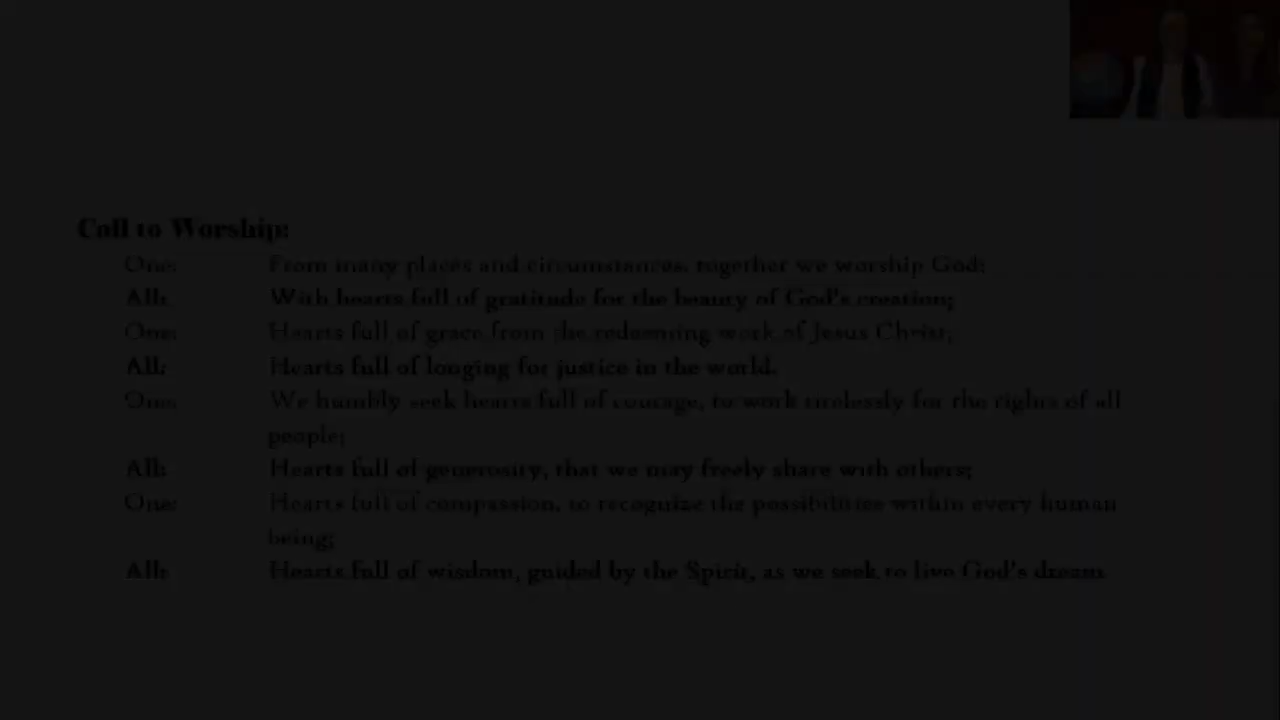 Call to Worship:
One: From many places and circumstances, together we worship God;
All: With hearts full of gratitude for the beauty of God's creation;
One: Hearts full of grace from the redeeming work of Jesus Christ;
All: Hearts full of longing for justice in the world.
One: We humbly seek hearts full of courage, to work tirelessly for the rights of all
people;
All: Hearts full of generosity, that we may freely share with others;
One: Hearts full of compassion, to recognize the possibilities within every human
being;
All: Hearts full of wisdom, guided by the Spirit, as we seek to live God's dream.